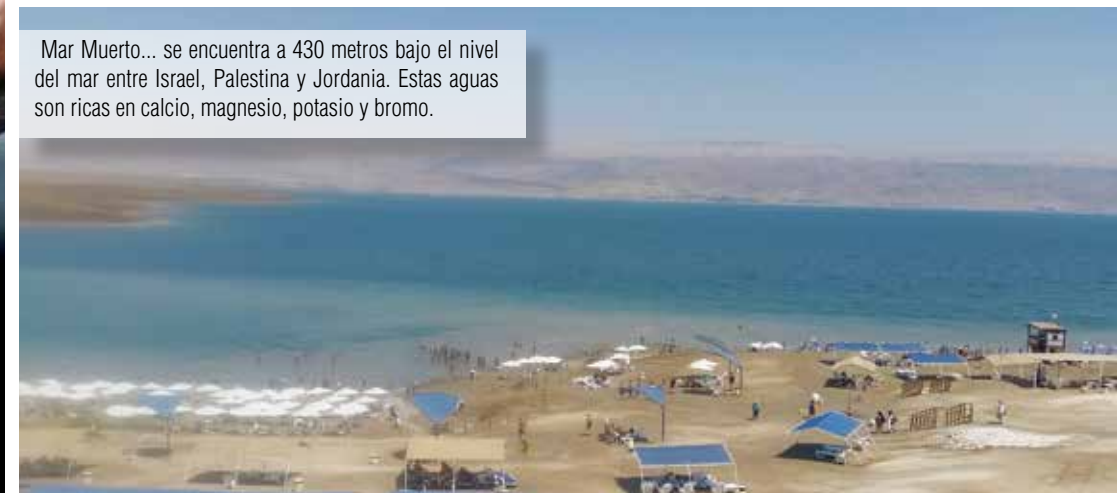 Mar Muerto... se encuentra a 430 metros bajo el nivel
del mar entre Israel, Palestina y Jordania. Estas aguas
son ricas en calcio, magnesio, potasio y bromo.